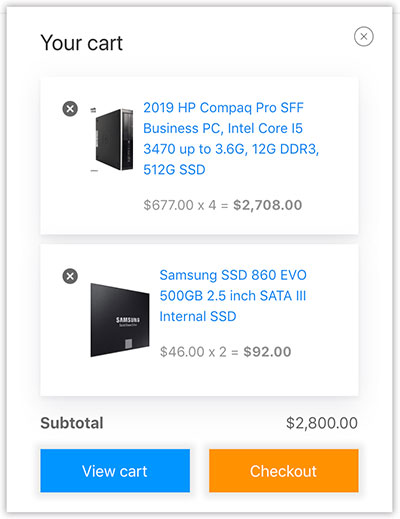 Your cart
2019 HP Compaq Pro SFF
Business PC, Intel Core I5
3470 up to 3.6G, 12G DDR3,
512G SSD
$677.00 x 4 = $2,708.00
Samsung SSD 860 EVO
500GB 2.5 inch SATA III
Internal SSD
SAMSUNG
$46.00 x 2 = $92.00
Subtotal $2,800.00
View cart
Checkout